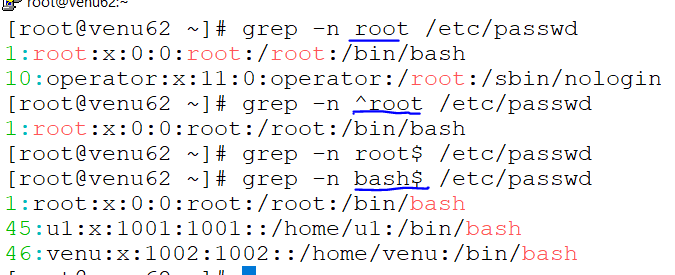 root@venu62:~
[root@venu62 ~]# grep -n root /etc/passwd
1:root:x:0:0:root:/root:/bin/bash
10:operator:x:11:0:operator:/root:/sbin/nologin
[root@venu62 ~]# grep -n ^root /etc/passwd
1:root:x:0:0:root:/root:/bin/bash
[root@venu62 ~]# grep -n root$ /etc/passwd
[root@venu62 ~]# grep -n bash$ /etc/passwd
1:root:x:0:0:root:/root:/bin/bash
45:u1:x:1001:1001::/home/u1:/bin/bash
46:venu:x:1002:1002::/home/venu:/bin/bash
[root@venu62 ~]#